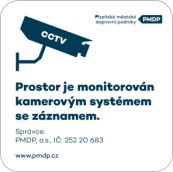 Plzeňské městské
dopravní podniky PMDP
CCTV
Prostor je monitorován
kamerovým systémem
se záznamem.
Správce:
PMDP, a.s., IČ: 252 20 683
www.pmdp.cz